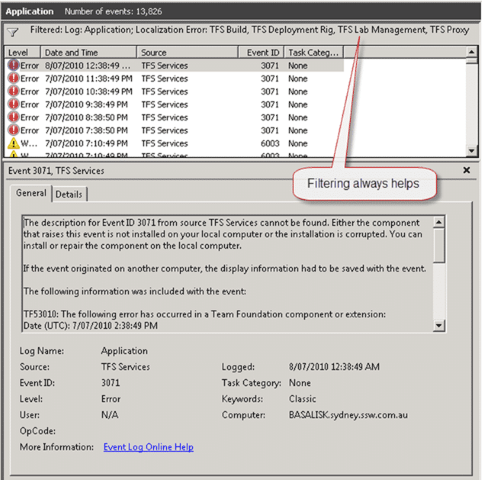 Application Number of events: 13,826
Filtered: Log: Application; Localization Error: TFS Build, TFS Deployment Rig, TFS Lab Management, TFS Proxy
Level Date and Time Source Event ID Task Categ...
Error 8/07/2010 12:38:49 ... TFS Services 3071 None
Error 7/07/2010 11:38:49 PM TFS Services 3071 None
Error 7/07/2010 10:38:49 PM TFS Services 3071 None
Error 7/07/2010 9:38:49 PM TFS Services 3071 None
Error 7/07/2010 8:38:50 PM TFS Services 3071 None
Error 7/07/2010 7:38:50 PM TFS Services 3071 None
W... 7/07/2010 7:10:49 PM TFS Services 6003 None
W... 7/07/2010 7:10:49 PM TFS Services 6003 None
Filtering always helps
Event 3071, TFS Services
General Details
The description for Event ID 3071 from source TFS Services cannot be found. Either the component
that raises this event is not installed on your local computer or the installation is corrupted. You can
install or repair the component on the local computer.
If the event originated on another computer, the display information had to be saved with the event.
The following information was included with the event:
TF53010: The following error has occurred in a Team Foundation component or extension:
Date (UTC): 7/07/2010 2:38:49 PM
Log Name: Application
Source: TFS Services Logged: 8/07/2010 12:38:49 AM
Event ID: 3071 Task Category: None
Level: Error Keywords: Classic
User: N/A Computer: BASALISK.sydney.ssw.com.au
OpCode:
More Information: Event Log Online Help